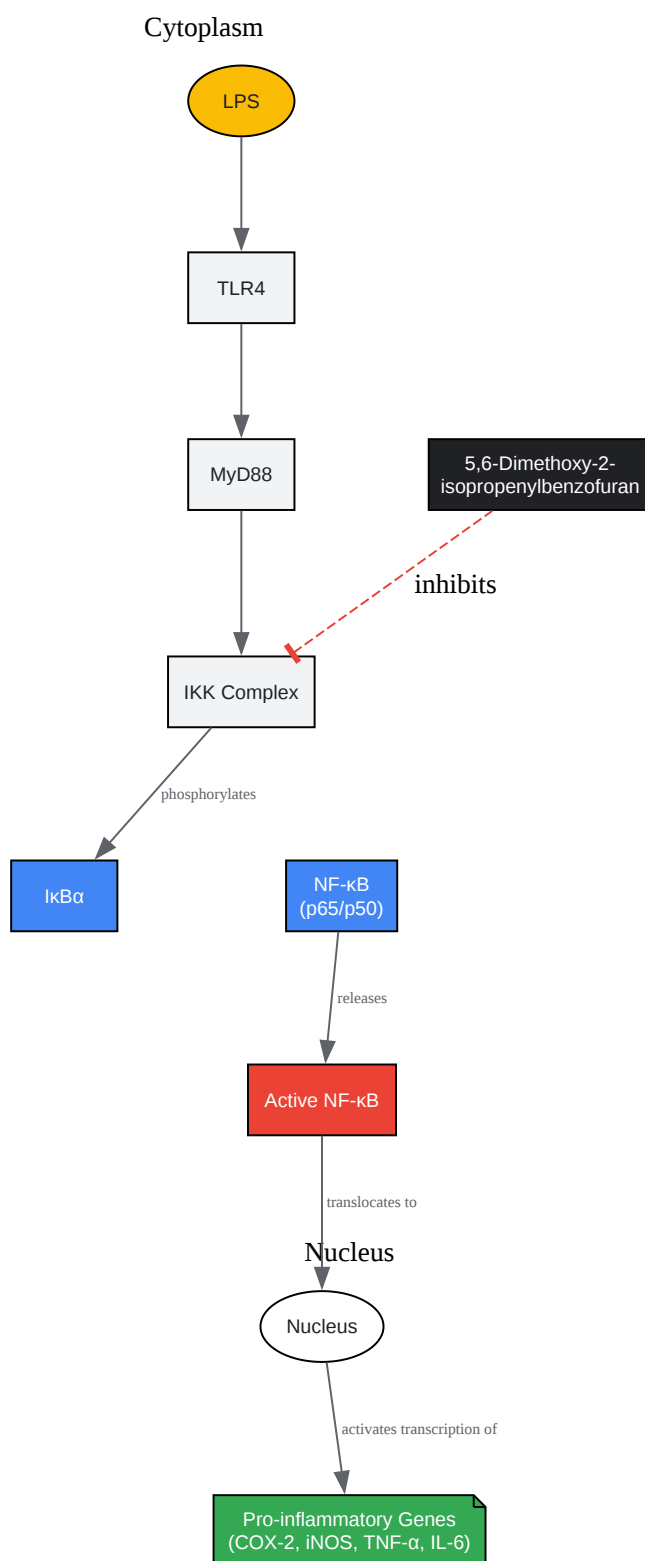 Cytoplasm
LPS
TLR4
MyD88
5,6-Dimethoxy-2-
isopropenylbenzofuran
inhibits
IKK Complex
phosphorylates
IκBα
NF-κB
(p65/p50)
releases
Active NF-κB
translocates to
Nucleus
Nucleus
activates transcription of
Pro-inflammatory Genes
(COX-2, iNOS, TNF-α, IL-6)